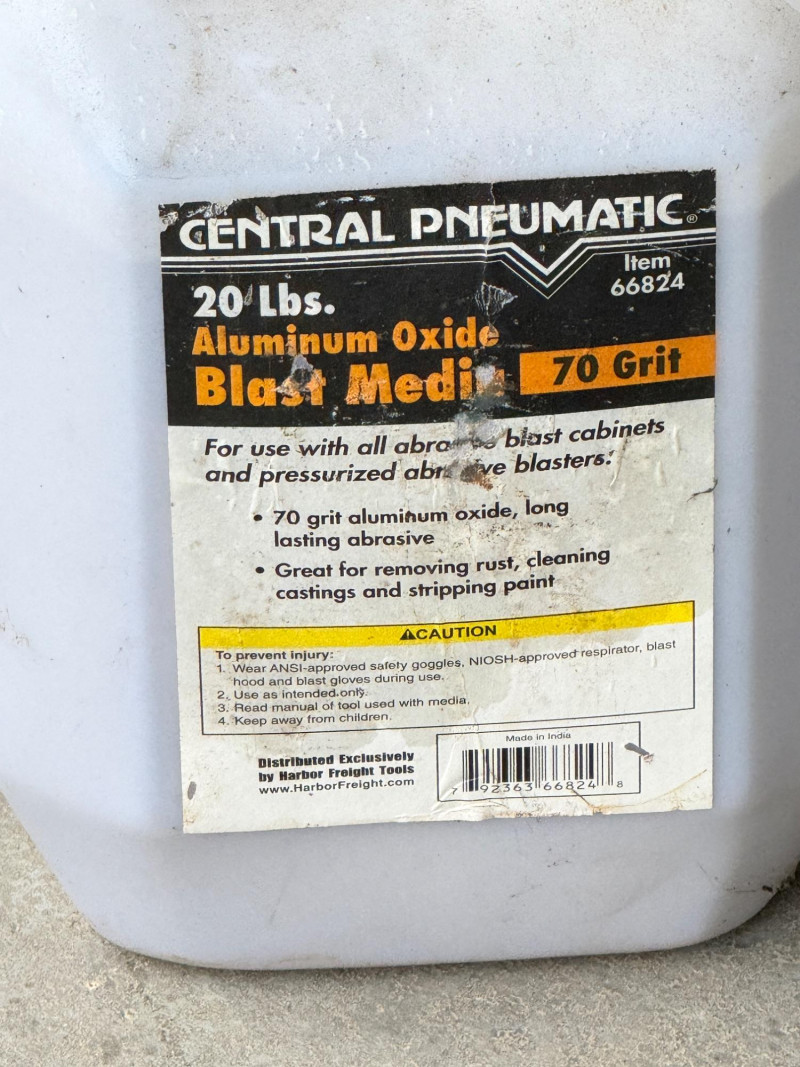 CENTRAL PNEUMATIC®
Item
66824
20 Lbs.
Aluminum Oxide
Blast Media
70 Grit
For use with all abrasive blast cabinets
and pressurized abrasive blasters.
• 70 grit aluminum oxide, long
lasting abrasive
• Great for removing rust, cleaning
castings and stripping paint
⚠CAUTION
To prevent injury:
1. Wear ANSI-approved safety goggles, NIOSH-approved respirator, blast
hood and blast gloves during use.
2. Use as intended only.
3. Read manual of tool used with media.
4. Keep away from children.
Distributed Exclusively
by Harbor Freight Tools
www.HarborFreight.com
Made in India
7 92363 66824 8